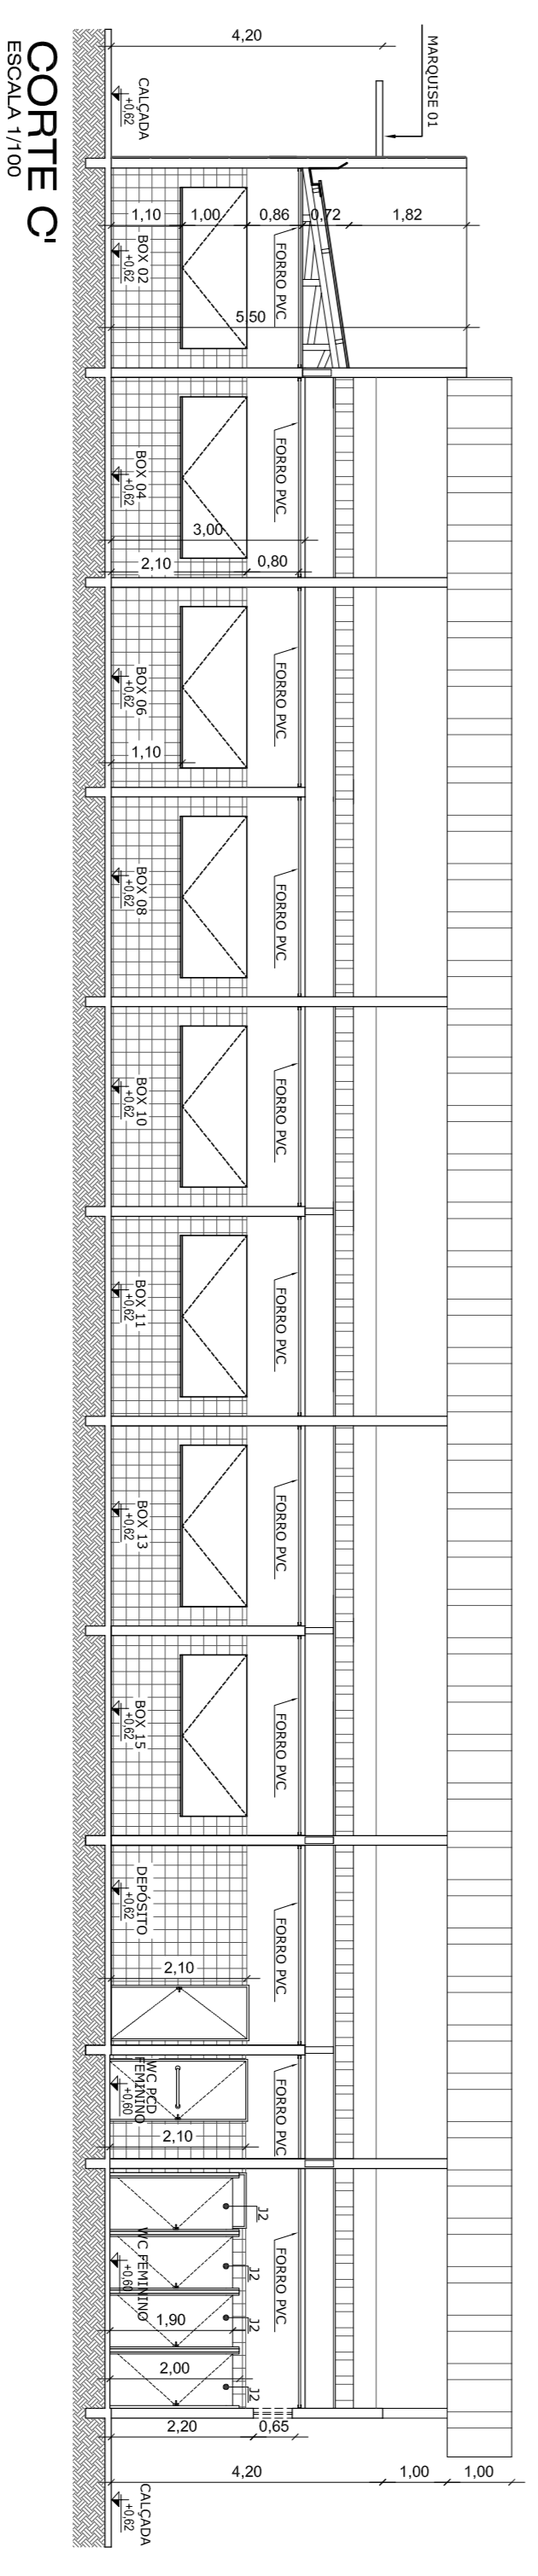 CORTE C'
ESCALA 1/100
MARQUISE 01
4,20
CALÇADA
+0,62
1,10
1,00
0,86
0,72
1,82
BOX 02
+0,62
FORRO PVC
5,50
BOX 04
+0,62
FORRO PVC
3,00
2,10
0,80
BOX 06
+0,62
FORRO PVC
1,10
BOX 08
+0,62
FORRO PVC
BOX 10
+0,62
FORRO PVC
BOX 11
+0,62
FORRO PVC
BOX 13
+0,62
FORRO PVC
BOX 15
+0,62
FORRO PVC
DEPÓSITO
+0,62
FORRO PVC
2,10
WC PCD
FEMININO
+0,60
FORRO PVC
2,10
J2
WC FEMININO
+0,60
J2
FORRO PVC
1,90
J2
2,00
J2
2,20
0,65
4,20
1,00
1,00
CALÇADA
+0,62